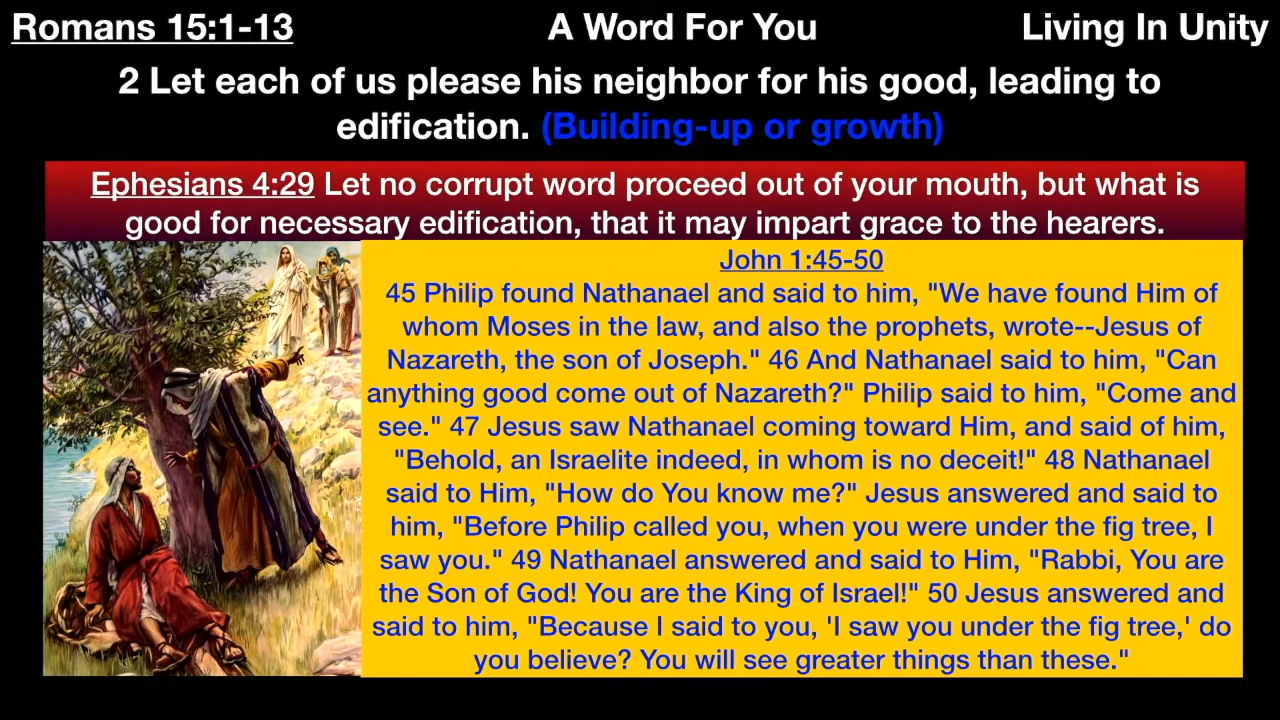 Romans 15:1-13 A Word For You Living In Unity
2 Let each of us please his neighbor for his good, leading to
edification. (Building-up or growth)
Ephesians 4:29 Let no corrupt word proceed out of your mouth, but what is
good for necessary edification, that it may impart grace to the hearers.
John 1:45-50
45 Philip found Nathanael and said to him, "We have found Him of
whom Moses in the law, and also the prophets, wrote--Jesus of
Nazareth, the son of Joseph." 46 And Nathanael said to him, "Can
anything good come out of Nazareth?" Philip said to him, "Come and
see." 47 Jesus saw Nathanael coming toward Him, and said of him,
"Behold, an Israelite indeed, in whom is no deceit!" 48 Nathanael
said to Him, "How do You know me?" Jesus answered and said to
him, "Before Philip called you, when you were under the fig tree, I
saw you." 49 Nathanael answered and said to Him, "Rabbi, You are
the Son of God! You are the King of Israel!" 50 Jesus answered and
said to him, "Because I said to you, 'I saw you under the fig tree,' do
you believe? You will see greater things than these."